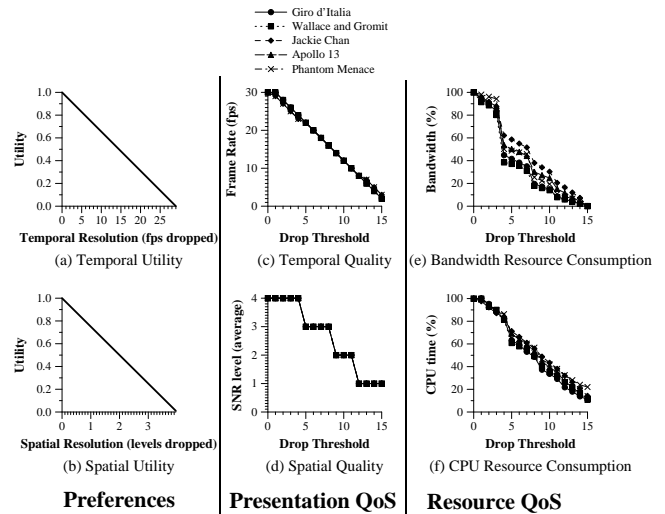 Giro d'Italia
Wallace and Gromit
Jackie Chan
Apollo 13
Phantom Menace
Utility
1.0
0.8
0.6
0.4
0.2
0.0
0 5 10 15 20 25
Temporal Resolution (fps dropped)
(a) Temporal Utility
Frame Rate (fps)
30
20
10
0
0 5 10 15
Drop Threshold
(c) Temporal Quality
Bandwidth (%)
100
80
60
40
20
0
0 5 10 15
Drop Threshold
(e) Bandwidth Resource Consumption
Utility
1.0
0.8
0.6
0.4
0.2
0.0
0 1 2 3
Spatial Resolution (levels dropped)
(b) Spatial Utility
SNR level (average)
4
3
2
1
0
0 5 10 15
Drop Threshold
(d) Spatial Quality
CPU time (%)
100
80
60
40
20
0
0 5 10 15
Drop Threshold
(f) CPU Resource Consumption
Preferences
Presentation QoS
Resource QoS